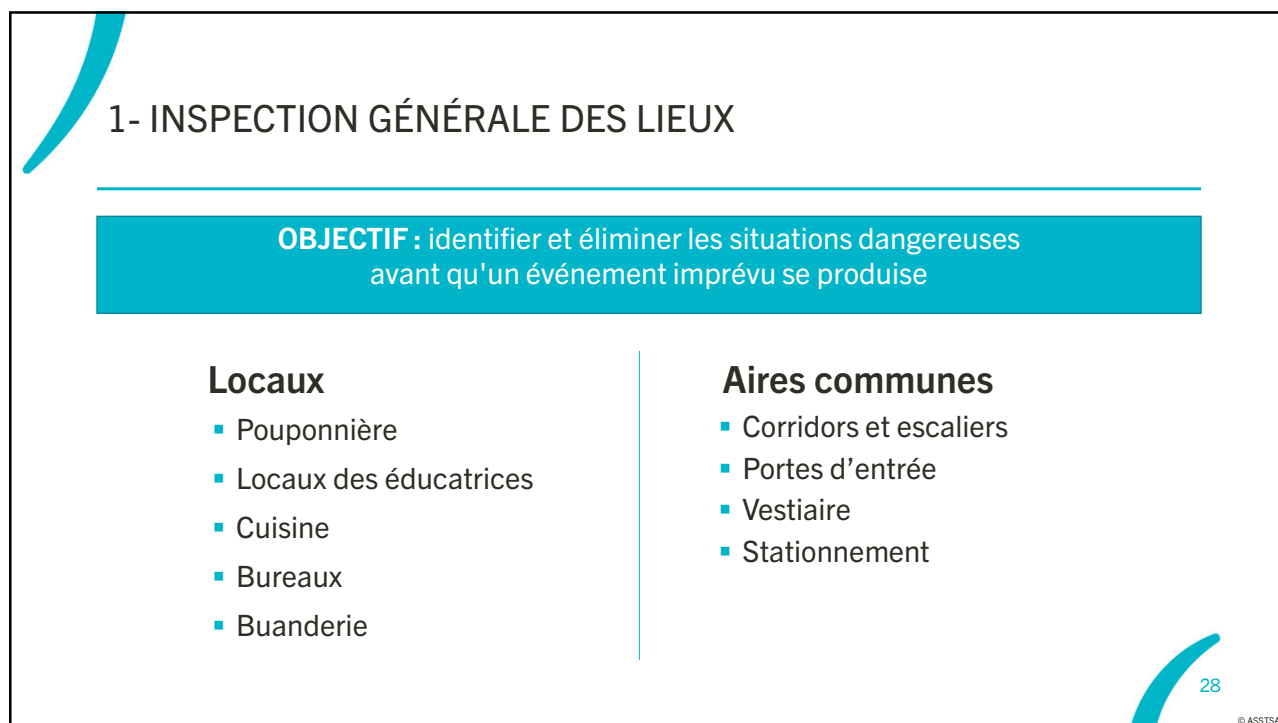 1- INSPECTION GÉNÉRALE DES LIEUX
OBJECTIF : identifier et éliminer les situations dangereuses
avant qu'un événement imprévu se produise
Locaux
▪ Pouponnière
▪ Locaux des éducatrices
▪ Cuisine
▪ Bureaux
▪ Buanderie
Aires communes
▪ Corridors et escaliers
▪ Portes d’entrée
▪ Vestiaire
▪ Stationnement
28
© ASSTSA